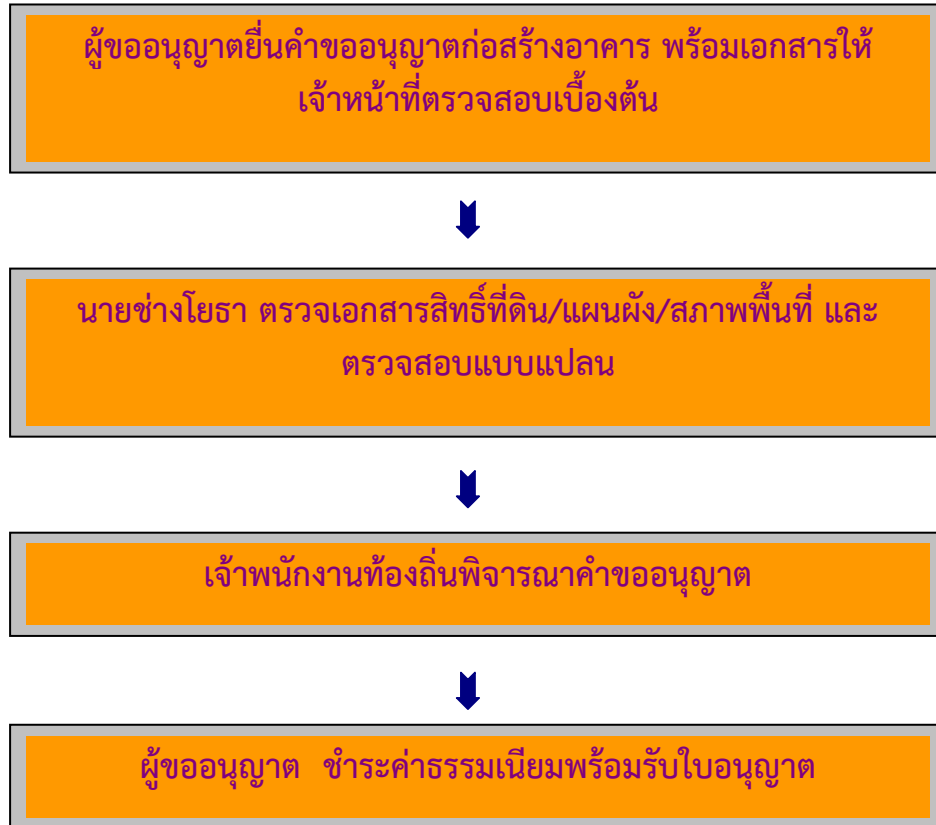 ผู้ขออนุญาตยื่นคำขออนุญาตก่อสร้างอาคาร พร้อมเอกสารให้
เจ้าหน้าที่ตรวจสอบเบื้องต้น
นายช่างโยธา ตรวจเอกสารสิทธิ์ที่ดิน/แผนผัง/สภาพพื้นที่ และ
ตรวจสอบแบบแปลน
เจ้าพนักงานท้องถิ่นพิจารณาคำขออนุญาต
ผู้ขออนุญาต ชำระค่าธรรมเนียมพร้อมรับใบอนุญาต